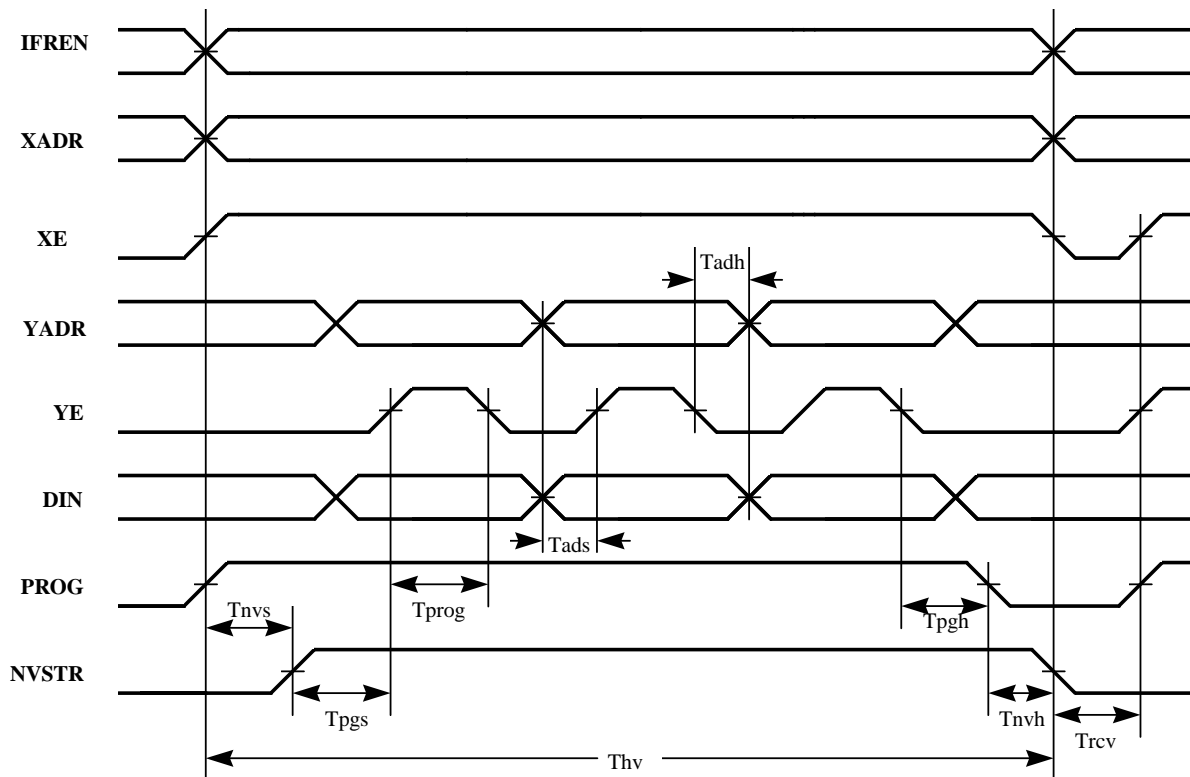 IFREN
XADR
XE
Tadh
YADR
YE
DIN
Tads
PROG
Tnvs
Tprog
Tpgh
NVSTR
Tpgs
Tnvh
Trcv
Thv